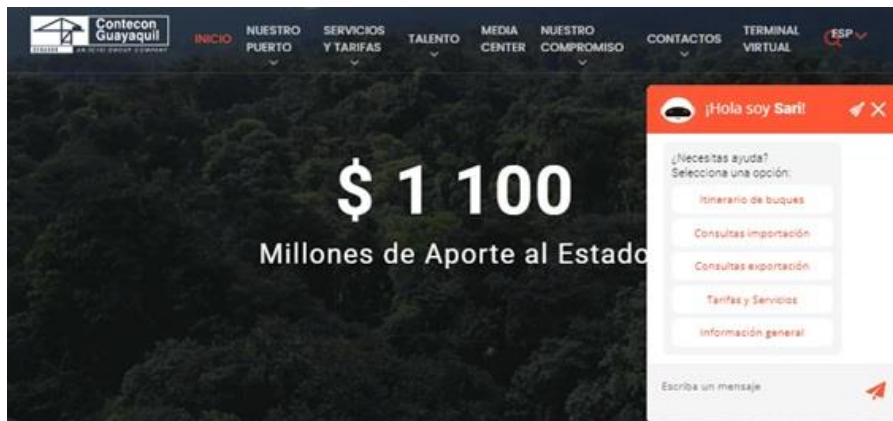 Contecon
Guayaquil
AN ICTSI GROUP COMPANY
INICIO
NUESTRO
PUERTO
SERVICIOS
Y TARIFAS
TALENTO
MEDIA
CENTER
NUESTRO
COMPROMISO
CONTACTOS
TERMINAL
VIRTUAL
ESP
$ 1 100
Millones de Aporte al Estado
¡Hola soy Sari!
¿Necesitas ayuda?
Selecciona una opción:
Itinerario de buques
Consultas importación
Consultas exportación
Tarifas y Servicios
Información general
Escriba un mensaje